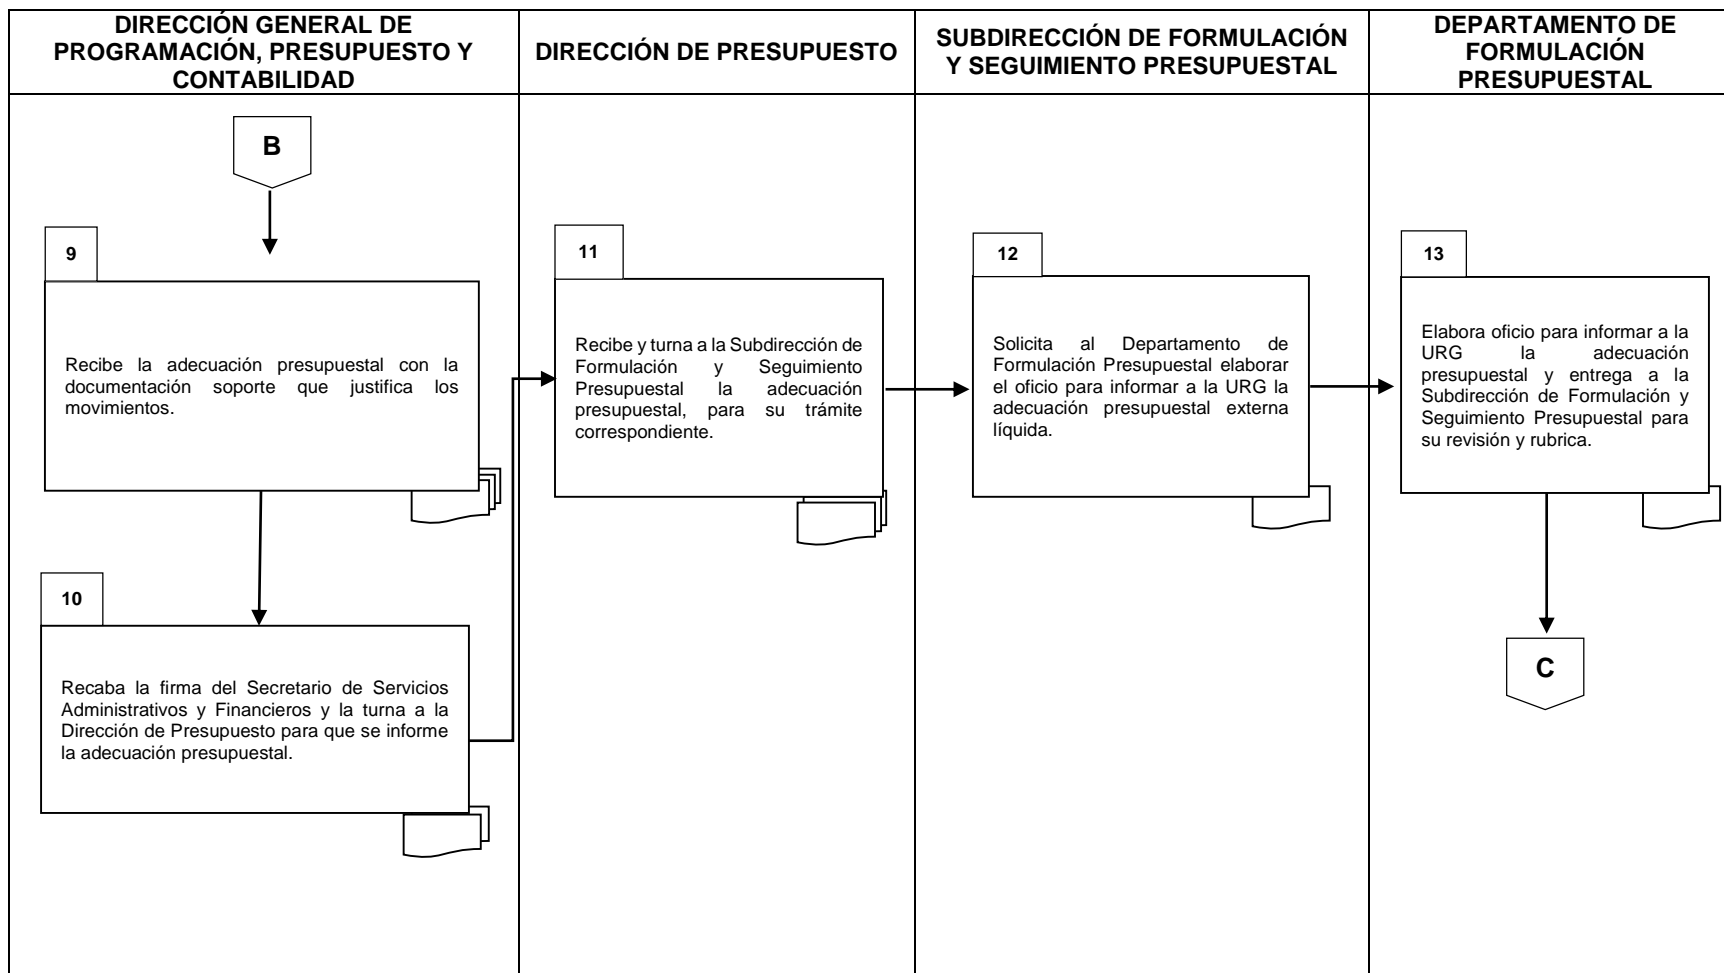 DIRECCIÓN GENERAL DE
PROGRAMACIÓN, PRESUPUESTO Y
CONTABILIDAD
DIRECCIÓN DE PRESUPUESTO
SUBDIRECCIÓN DE FORMULACIÓN
Y SEGUIMIENTO PRESUPUESTAL
DEPARTAMENTO DE
FORMULACIÓN
PRESUPUESTAL
B
9
Recibe la adecuación presupuestal con la
documentación soporte que justifica los
movimientos.
10
Recaba la firma del Secretario de Servicios
Administrativos y Financieros y la turna a la
Dirección de Presupuesto para que se informe
la adecuación presupuestal.
11
Recibe y turna a la Subdirección de
Formulación y Seguimiento
Presupuestal la adecuación
presupuestal, para su trámite
correspondiente.
12
Solicita al Departamento de
Formulación Presupuestal elaborar
el oficio para informar a la URG la
adecuación presupuestal externa
líquida.
13
Elabora oficio para informar a la
URG la adecuación
presupuestal y entrega a la
Subdirección de Formulación y
Seguimiento Presupuestal para
su revisión y rubrica.
C